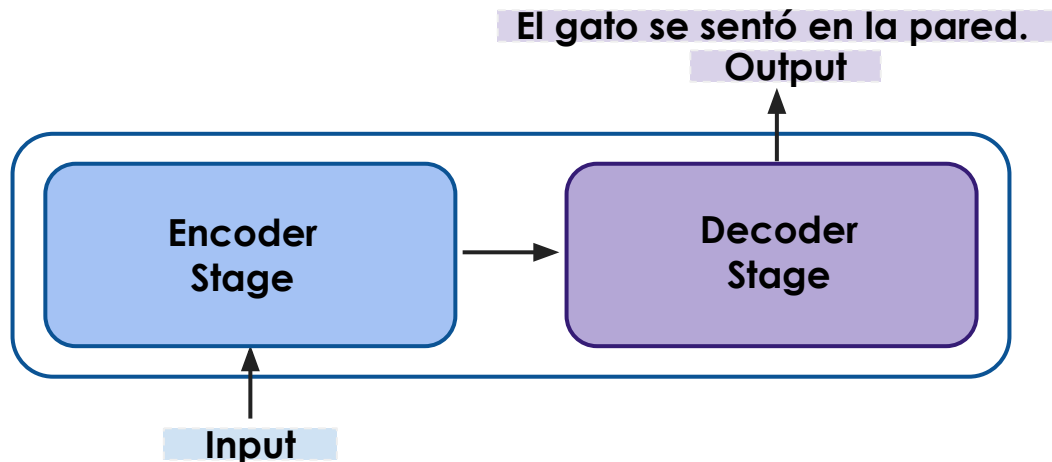 El gato se sentó en la pared.
Output
Encoder
Stage
Decoder
Stage
Input